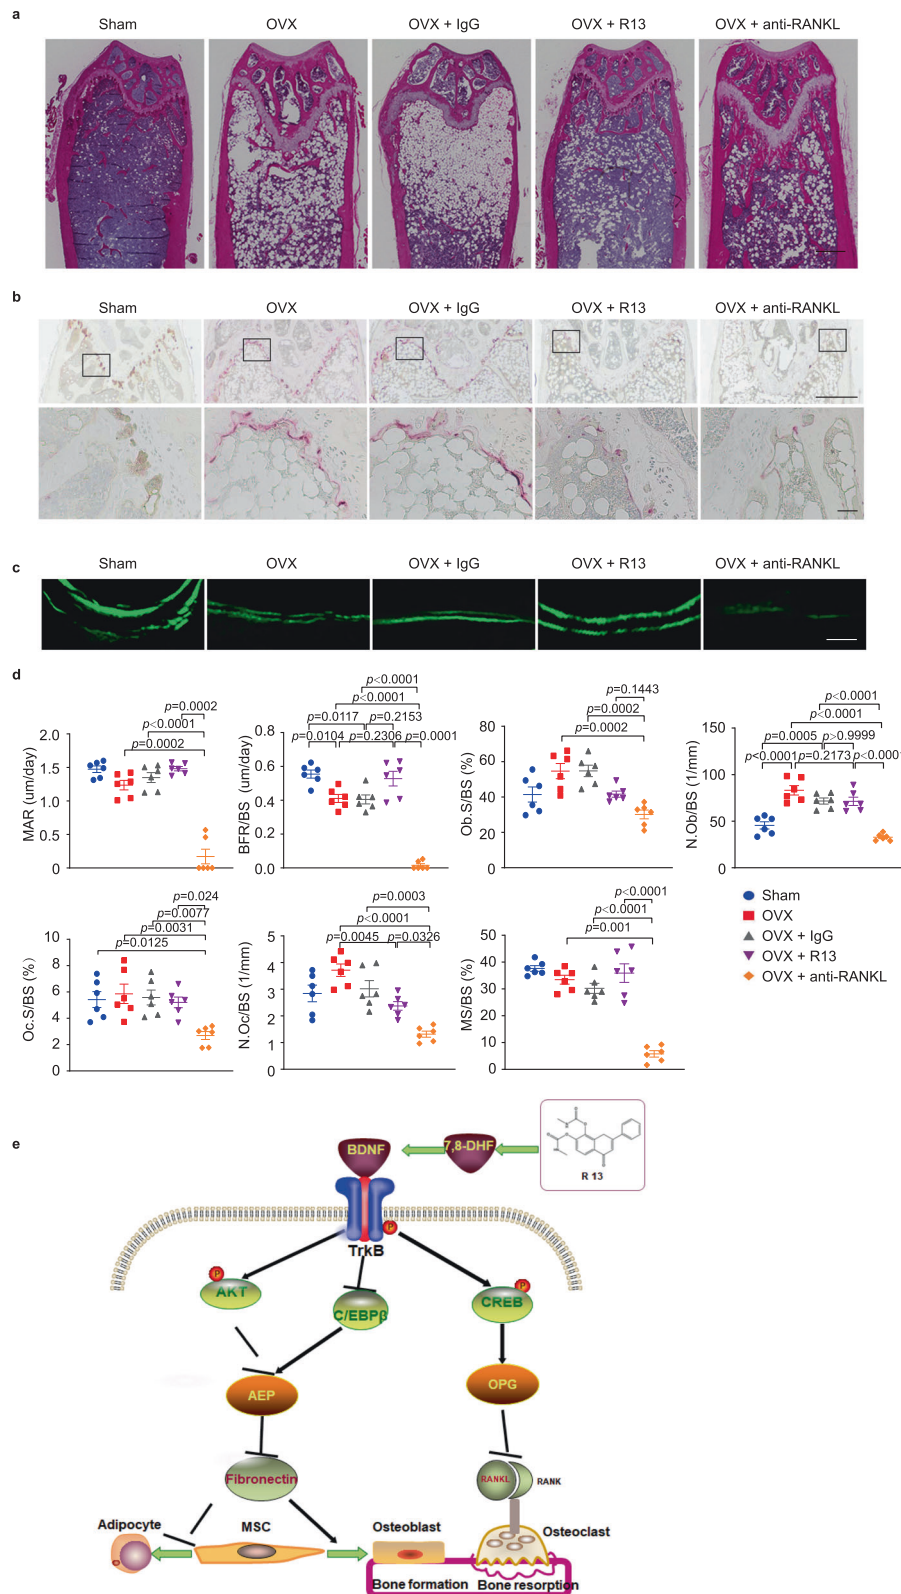 a
Sham OVX OVX + IgG OVX + R13 OVX + anti-RANKL
b
Sham OVX OVX + IgG OVX + R13 OVX + anti-RANKL
c
Sham OVX OVX + IgG OVX + R13 OVX + anti-RANKL
d
MAR (um/day)
2.0
1.5
1.0
0.5
0
p=0.0002
p<0.0001
p=0.0002
BFR/BS (um/day)
0.8
0.6
0.4
0.2
0.0
p<0.0001
p<0.0001
p=0.0117 p=0.2153
p=0.0104 p=0.2306 p=0.0001
Ob.S/BS (%)
80
60
40
20
0
p=0.1443
p=0.0002
p=0.0002
N.Ob/BS (1/mm)
150
100
50
0
p<0.0001
p<0.0001
p=0.0005 p>0.9999
p<0.0001 p=0.2173 p<0.0001
Oc.S/BS (%)
10
8
6
4
2
0
p=0.024
p=0.0077
p=0.0031
p=0.0125
N.Oc/BS (1/mm)
5
4
3
2
1
0
p=0.0003
p<0.0001
p=0.0045 p=0.0326
MS/BS (%)
50
40
30
20
10
0
p<0.0001
p<0.0001
p=0.001
Sham
OVX
OVX + IgG
OVX + R13
OVX + anti-RANKL
e
BDNF 7,8-DHF
R 13
P
TrkB
P
AKT
C/EBPβ
P
CREB
AEP
OPG
Fibronectin
RANKL RANK
Adipocyte MSC Osteoblast Osteoclast
Bone formation Bone resorption